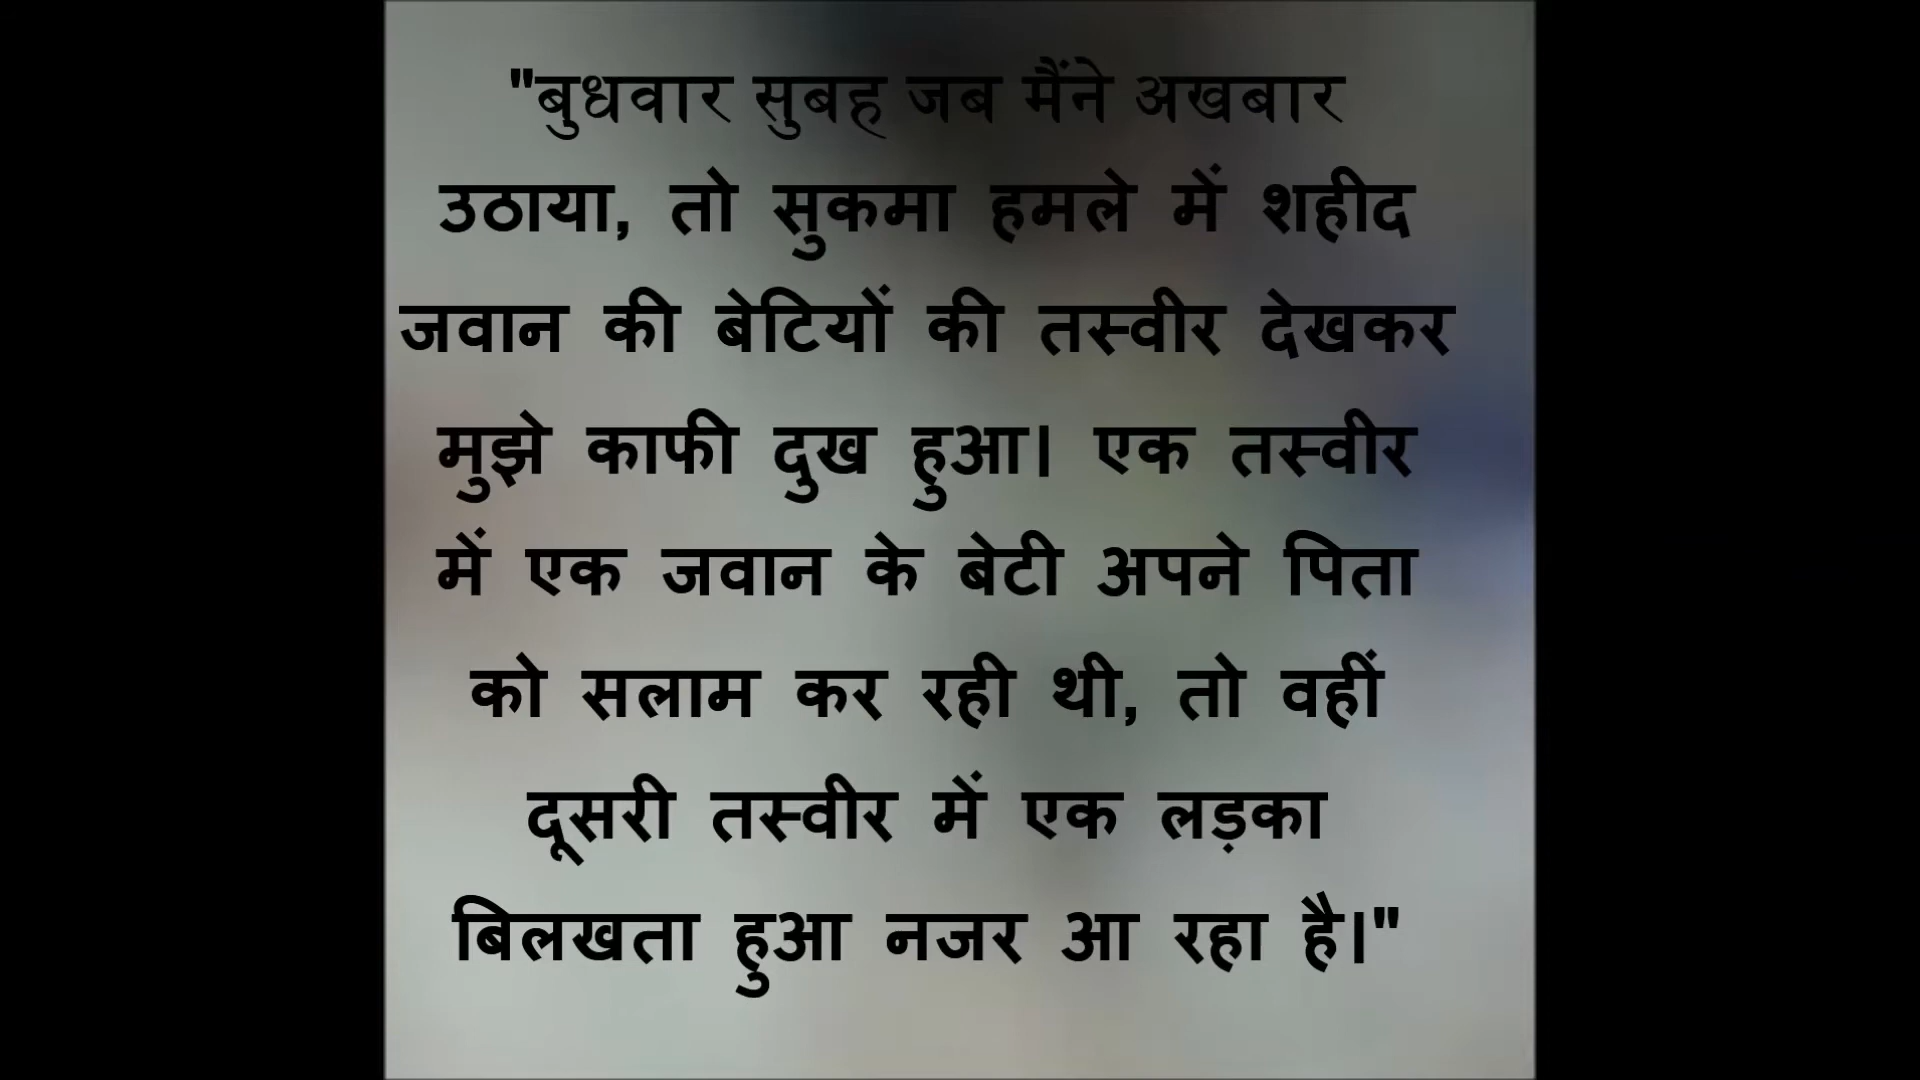 "बुधवार सुबह जब मैंने अखबार
उठाया, तो सुकमा हमले में शहीद
जवान की बेटियों की तस्वीर देखकर
मुझे काफी दुख हुआ। एक तस्वीर
में एक जवान के बेटी अपने पिता
को सलाम कर रही थी, तो वहीं
दूसरी तस्वीर में एक लड़का
बिलखता हुआ नजर आ रहा है।"